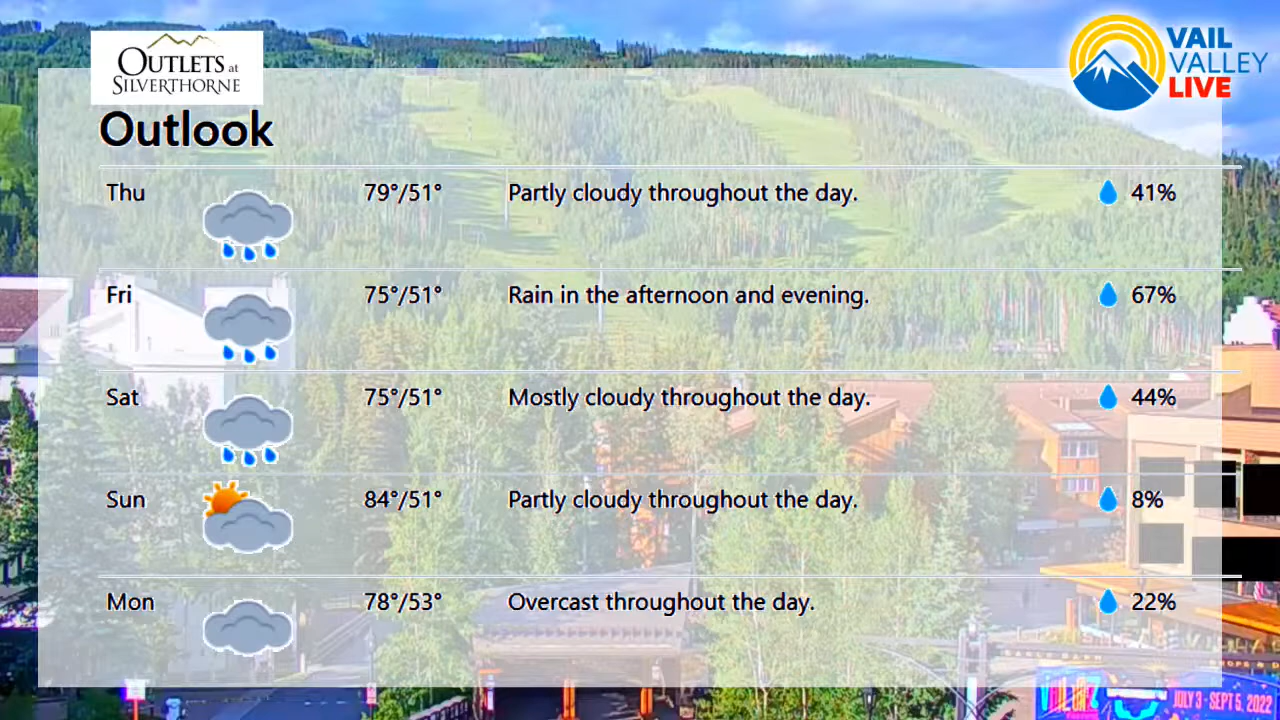 OUTLETS at
SILVERTHORNE
VAIL
VALLEY
LIVE
Outlook
Thu 79°/51° Partly cloudy throughout the day. 41%
Fri 75°/51° Rain in the afternoon and evening. 67%
Sat 75°/51° Mostly cloudy throughout the day. 44%
Sun 84°/51° Partly cloudy throughout the day. 8%
Mon 78°/53° Overcast throughout the day. 22%
JULY 3 - SEPT 5, 2022